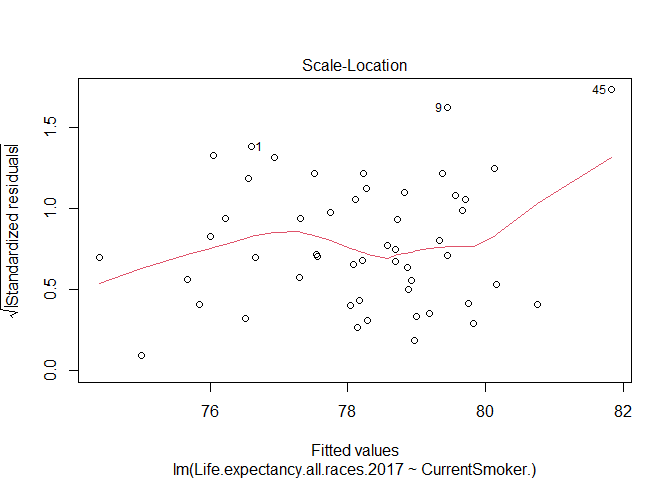 Scale-Location
√|Standardized residuals|
1.5
1.0
0.5
0.0
45
9
1
76
78
80
82
Fitted values
lm(Life.expectancy.all.races.2017 ~ CurrentSmoker.)